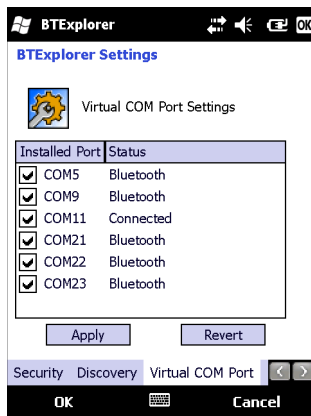 BTExplorer OK
BTExplorer Settings
Virtual COM Port Settings
Installed Port Status
COM5 Bluetooth
COM9 Bluetooth
COM11 Connected
COM21 Bluetooth
COM22 Bluetooth
COM23 Bluetooth
Apply Revert
Security Discovery Virtual COM Port
OK Cancel